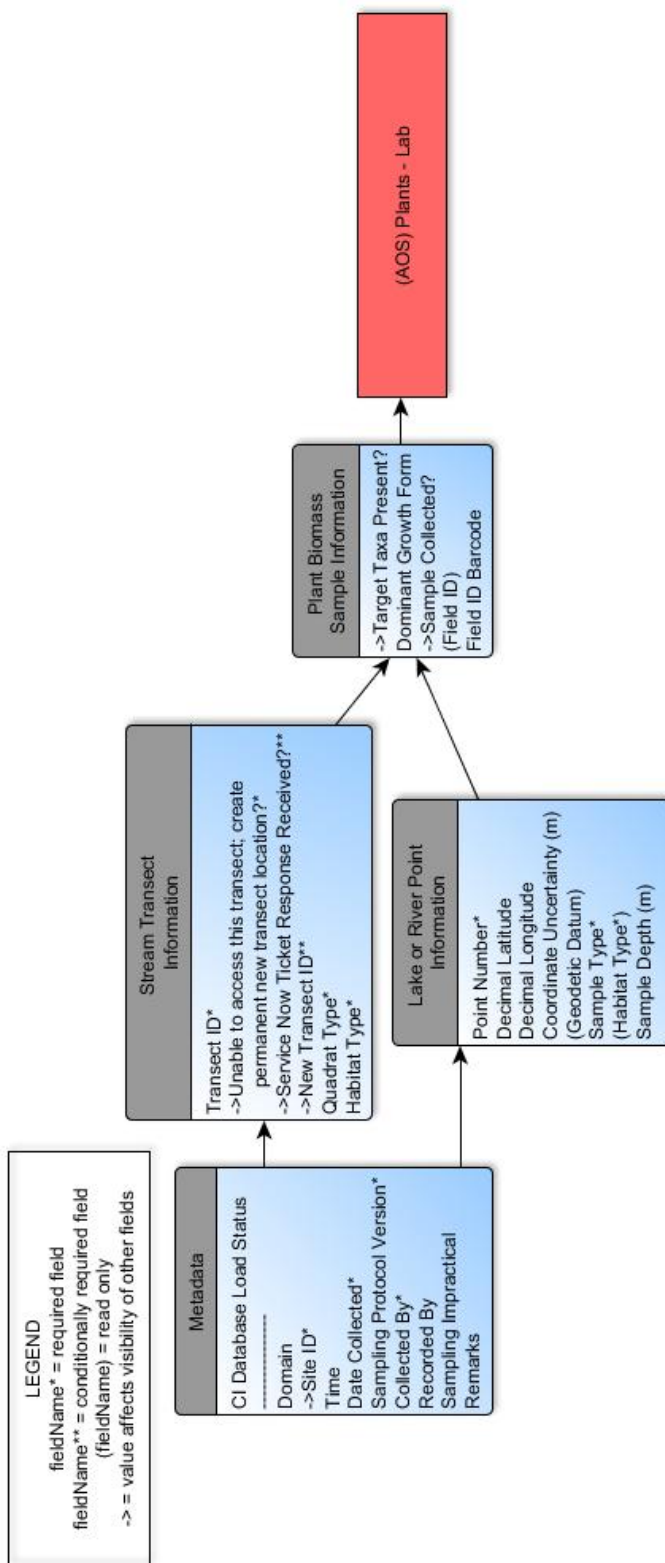 LEGEND
fieldName* = required field
fieldName** = conditionally required field
(fieldName) = read only
-> = value affects visibility of other fields
Metadata
CI Database Load Status
--------------------
Domain
->Site ID*
Time
Date Collected*
Sampling Protocol Version*
Collected By*
Recorded By
Sampling Impractical
Remarks
Stream Transect
Information
Transect ID*
->Unable to access this transect; create
permanent new transect location?*
->Service Now Ticket Response Received?**
->New Transect ID**
Quadrat Type*
Habitat Type*
Lake or River Point
Information
Point Number*
Decimal Latitude
Decimal Longitude
Coordinate Uncertainty (m)
(Geodetic Datum)
Sample Type*
(Habitat Type*)
Sample Depth (m)
Plant Biomass
Sample Information
->Target Taxa Present?
Dominant Growth Form
->Sample Collected?
(Field ID)
Field ID Barcode
(AOS) Plants - Lab